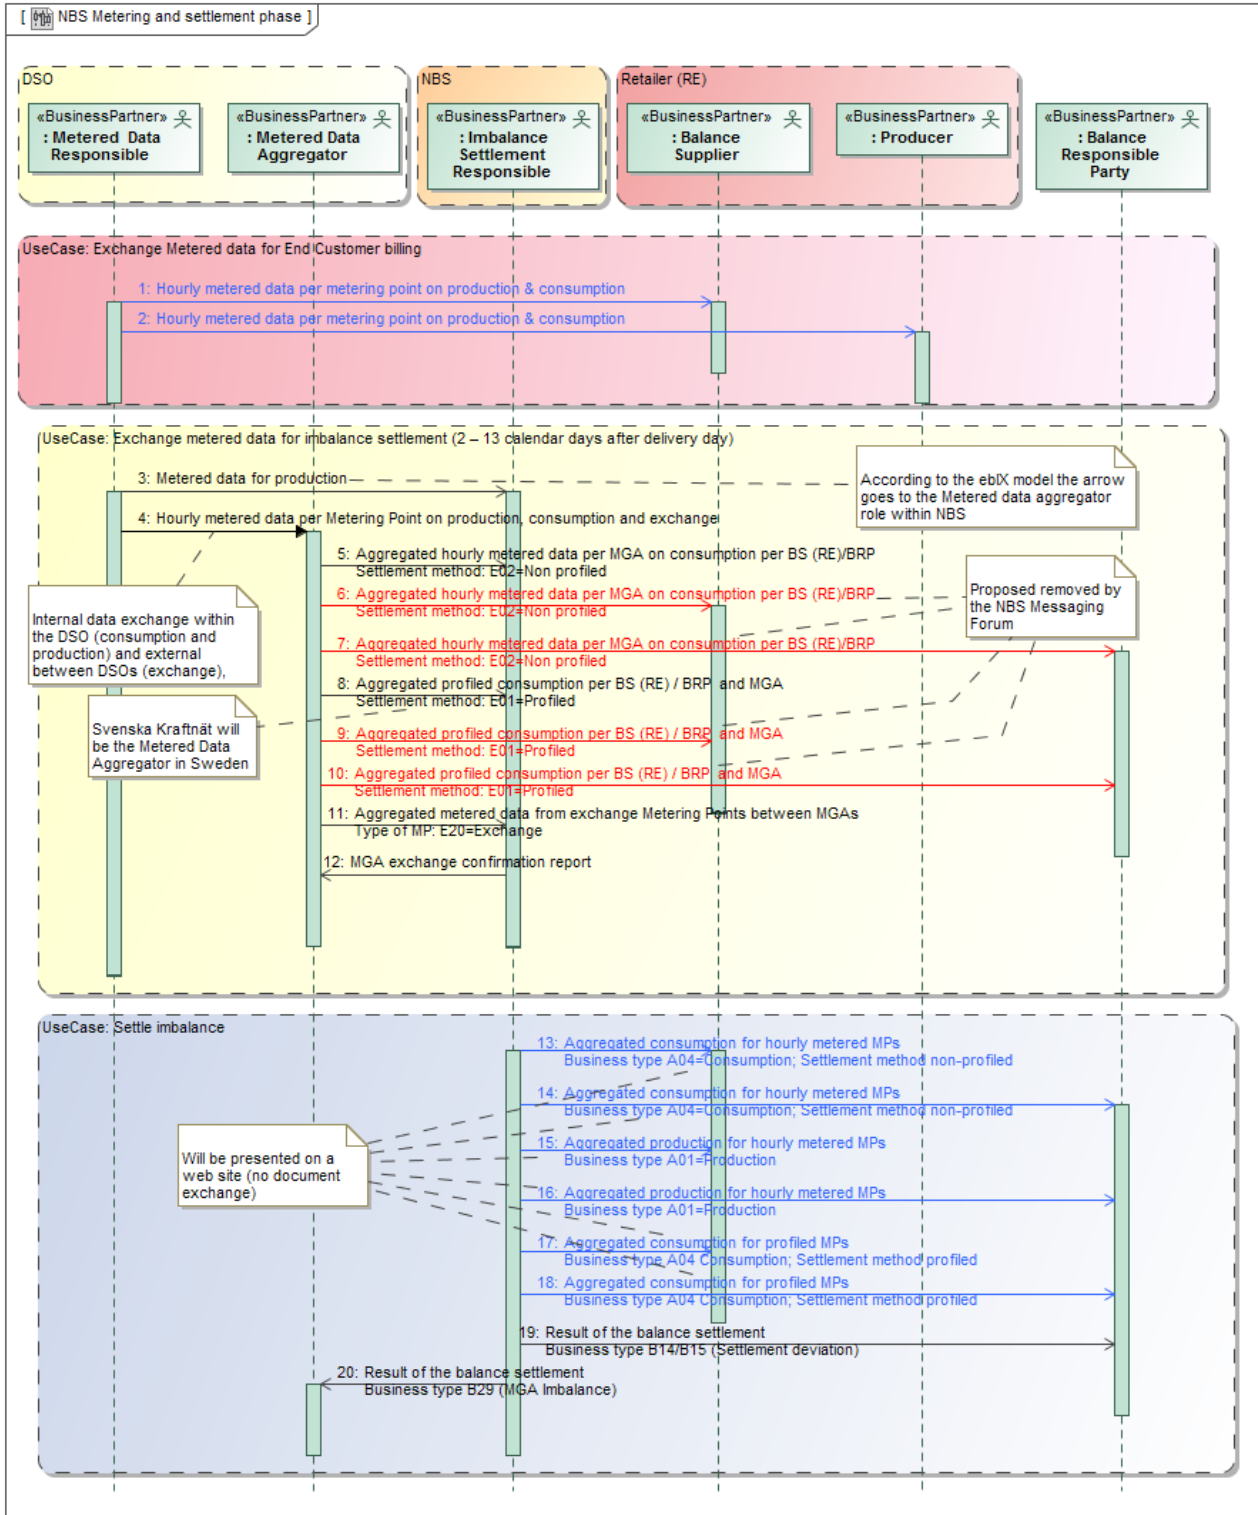 [ NBS Metering and settlement phase ]
DSO
NBS
Retailer (RE)
«BusinessPartner»
: Metered Data
Responsible
«BusinessPartner»
: Metered Data
Aggregator
«BusinessPartner»
: Imbalance
Settlement
Responsible
«BusinessPartner»
: Balance
Supplier
«BusinessPartner»
: Producer
«BusinessPartner»
: Balance
Responsible
Party
UseCase: Exchange Metered data for End Customer billing
1: Hourly metered data per metering point on production & consumption
2: Hourly metered data per metering point on production & consumption
UseCase: Exchange metered data for imbalance settlement (2 – 13 calendar days after delivery day)
3: Metered data for production
According to the ebIX model the arrow
goes to the Metered data aggregator
role within NBS
4: Hourly metered data per Metering Point on production, consumption and exchange
5: Aggregated hourly metered data per MGA on consumption per BS (RE)/BRP
Settlement method: E02=Non profiled
6: Aggregated hourly metered data per MGA on consumption per BS (RE)/BRP
Settlement method: E02=Non profiled
Proposed removed by
the NBS Messaging
Forum
Internal data exchange within
the DSO (consumption and
production) and external
between DSOs (exchange),
7: Aggregated hourly metered data per MGA on consumption per BS (RE)/BRP
Settlement method: E02=Non profiled
8: Aggregated profiled consumption per BS (RE) / BRP and MGA
Settlement method: E01=Profiled
Svenska Kraftnät will
be the Metered Data
Aggregator in Sweden
9: Aggregated profiled consumption per BS (RE) / BRP and MGA
Settlement method: E01=Profiled
10: Aggregated profiled consumption per BS (RE) / BRP and MGA
Settlement method: E01=Profiled
11: Aggregated metered data from exchange Metering Points between MGAs
Type of MP: E20=Exchange
12: MGA exchange confirmation report
UseCase: Settle imbalance
13: Aggregated consumption for hourly metered MPs
Business type A04=Consumption; Settlement method non-profiled
14: Aggregated consumption for hourly metered MPs
Business type A04=Consumption; Settlement method non-profiled
Will be presented on a
web site (no document
exchange)
15: Aggregated production for hourly metered MPs
Business type A01=Production
16: Aggregated production for hourly metered MPs
Business type A01=Production
17: Aggregated consumption for profiled MPs
Business type A04 Consumption; Settlement method profiled
18: Aggregated consumption for profiled MPs
Business type A04 Consumption; Settlement method profiled
19: Result of the balance settlement
Business type B14/B15 (Settlement deviation)
20: Result of the balance settlement
Business type B29 (MGA Imbalance)